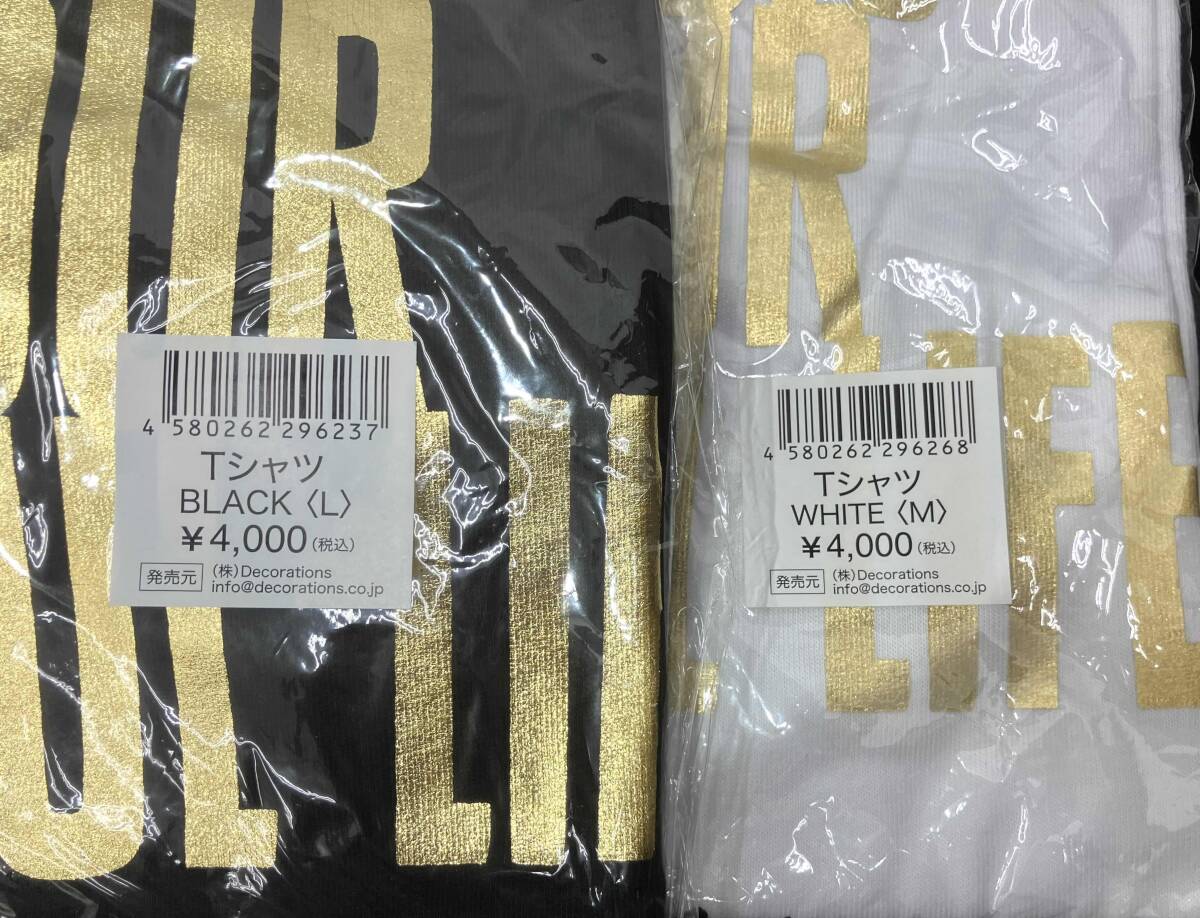 4 580262 296237
Tシャツ
BLACK〈L〉
¥4,000(税込)
発売元 (株)Decorations
info@decorations.co.jp
4 580262 296268
Tシャツ
WHITE〈M〉
¥4,000(税込)
発売元 (株)Decorations
info@decorations.co.jp
R
LIFE